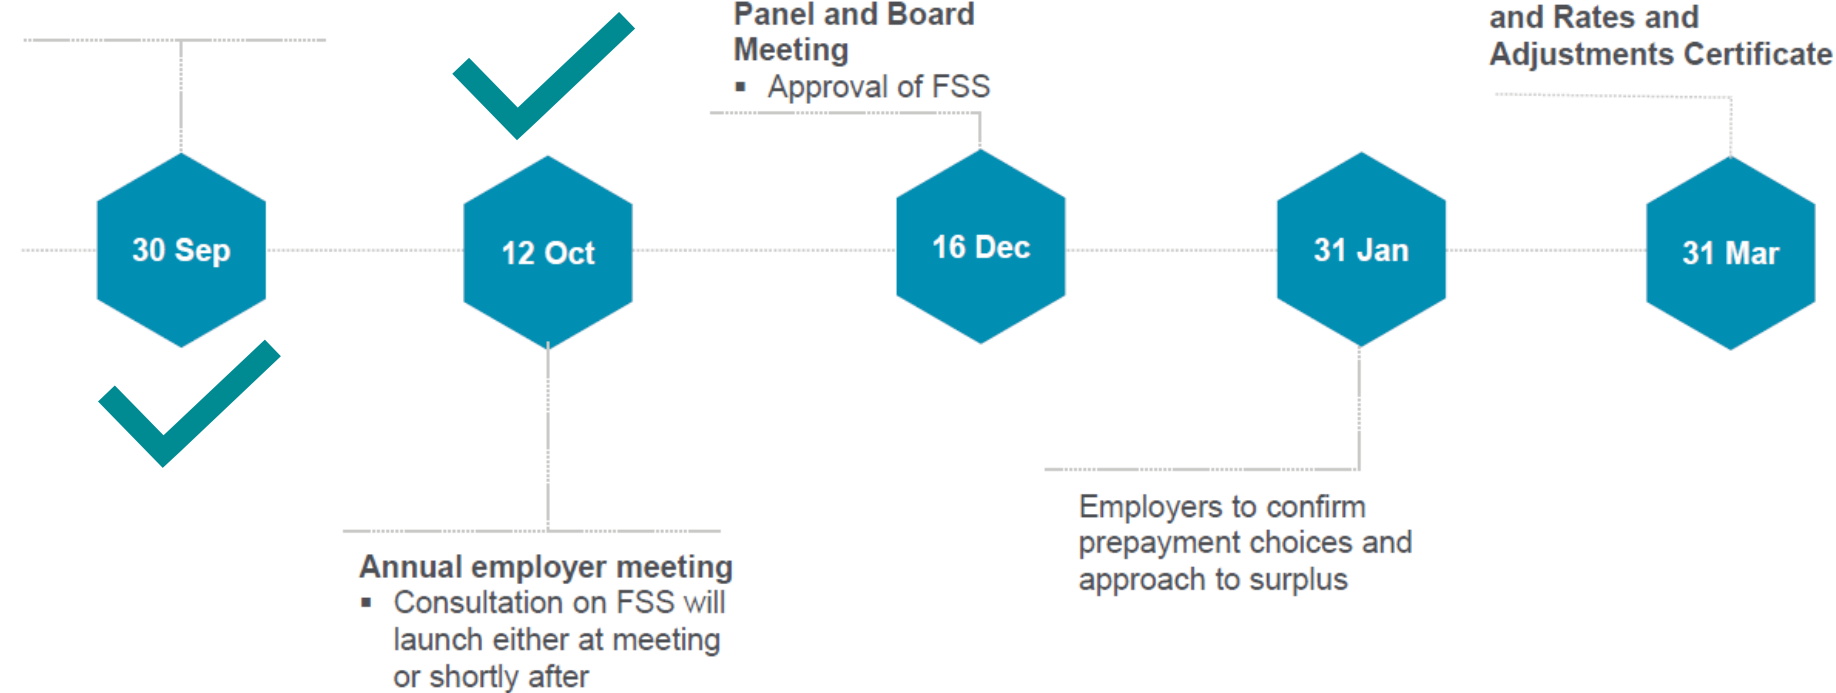 Panel and Board
Meeting
▪ Approval of FSS
and Rates and
Adjustments Certificate
30 Sep
12 Oct
16 Dec
31 Jan
31 Mar
Annual employer meeting
▪ Consultation on FSS will
launch either at meeting
or shortly after
Employers to confirm
prepayment choices and
approach to surplus